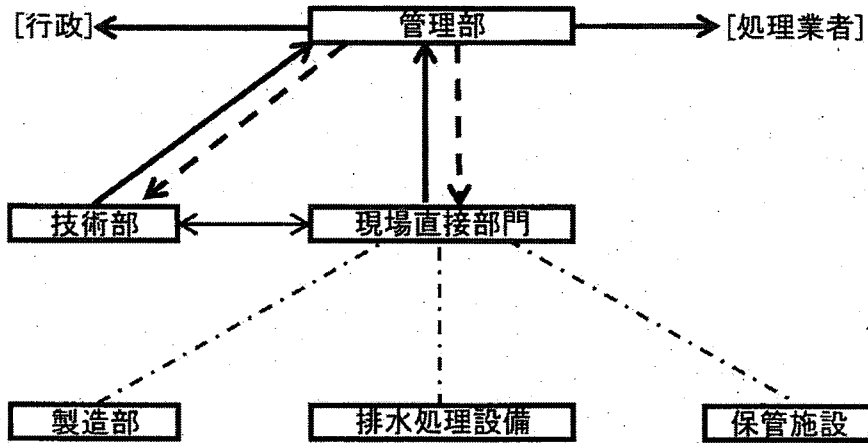 [行政]
管理部
[処理業者]
技術部
現場直接部門
製造部
排水処理設備
保管施設